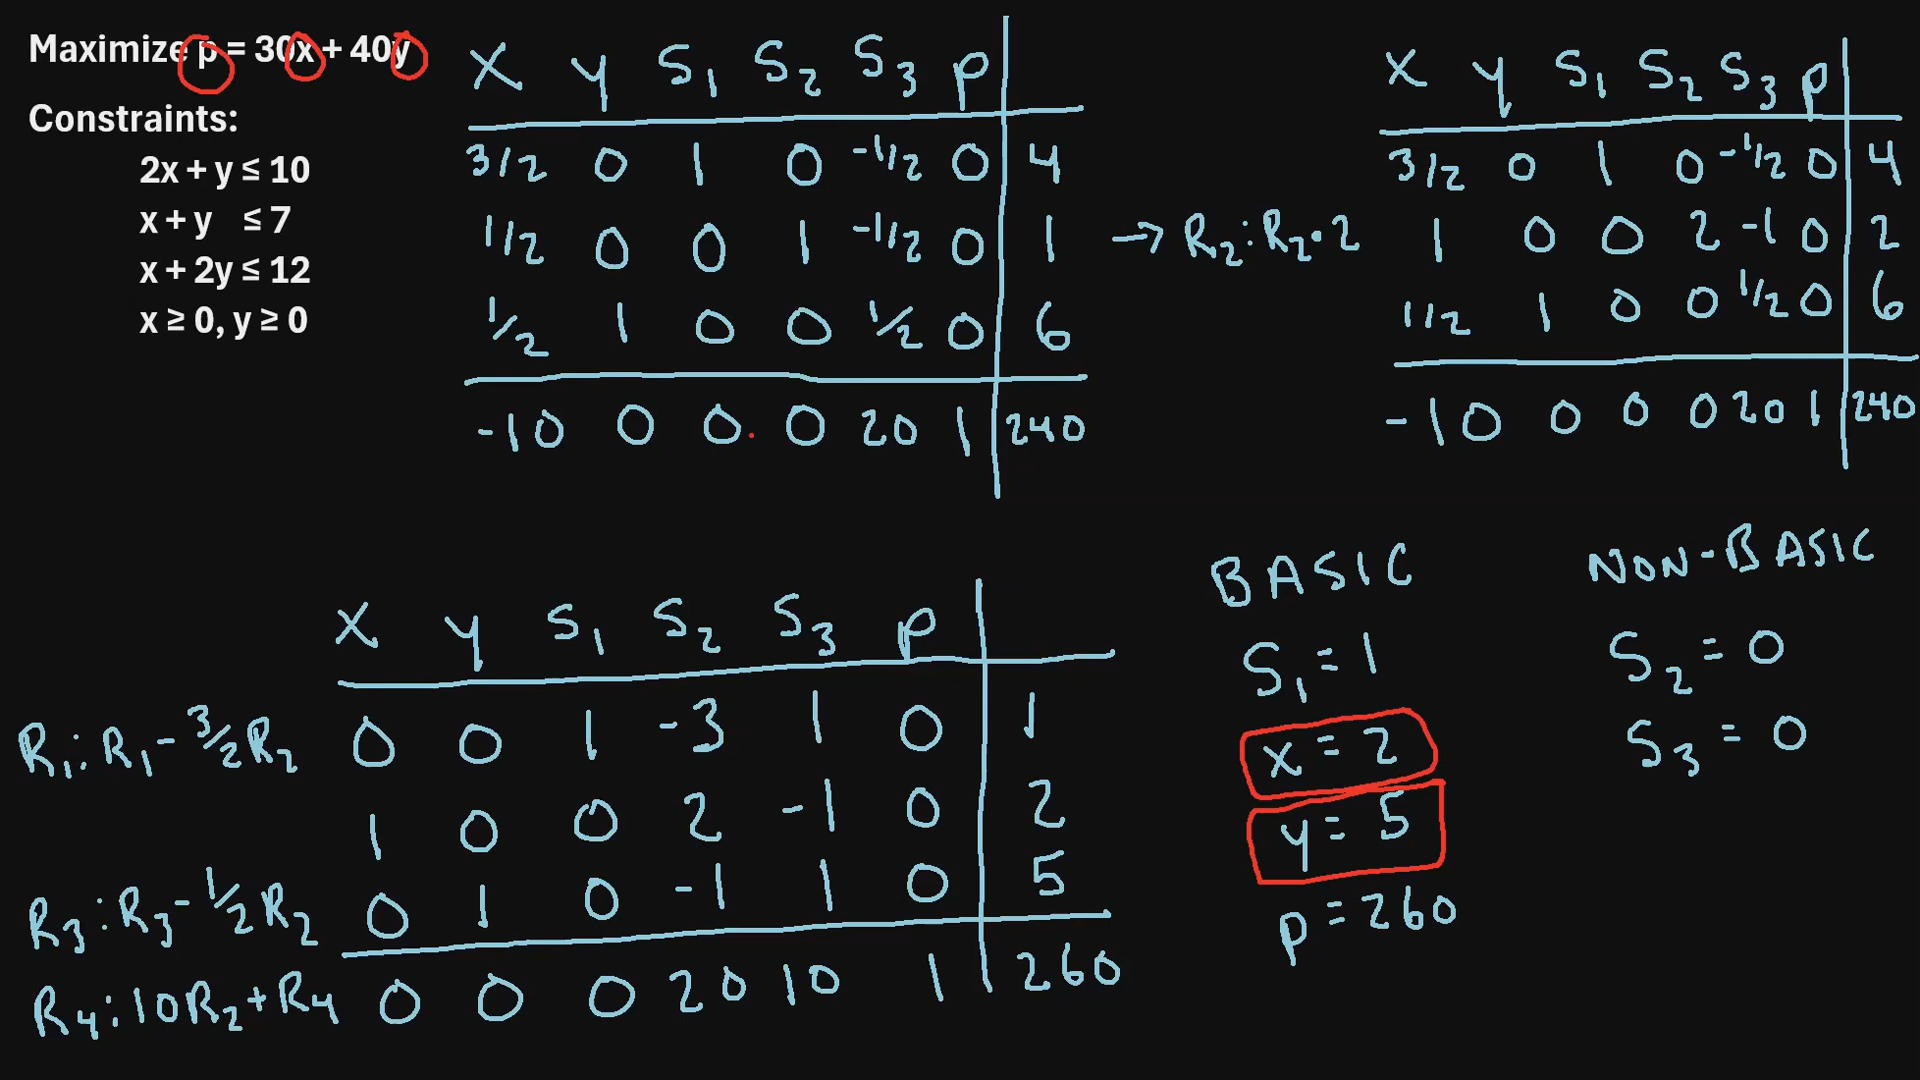 Maximize p = 30x + 40y
Constraints:
2x + y ≤ 10
x + y ≤ 7
x + 2y ≤ 12
x ≥ 0, y ≥ 0
x y S1 S2 S3 p
3/2 0 1 0 -1/2 0 4
1/2 0 0 1 -1/2 0 1
1/2 1 0 0 1/2 0 6
-10 0 0 0 20 1 240
→ R2: R2 • 2
x y S1 S2 S3 p
3/2 0 1 0 -1/2 0 4
1 0 0 2 -1 0 2
1/2 1 0 0 1/2 0 6
-10 0 0 0 20 1 240
x y S1 S2 S3 p
R1: R1 - 3/2 R2 0 0 1 -3 1 0 1
1 0 0 2 -1 0 2
R3: R3 - 1/2 R2 0 1 0 -1 1 0 5
R4: 10R2 + R4 0 0 0 20 10 1 260
BASIC
S1 = 1
x = 2
y = 5
p = 260
NON-BASIC
S2 = 0
S3 = 0